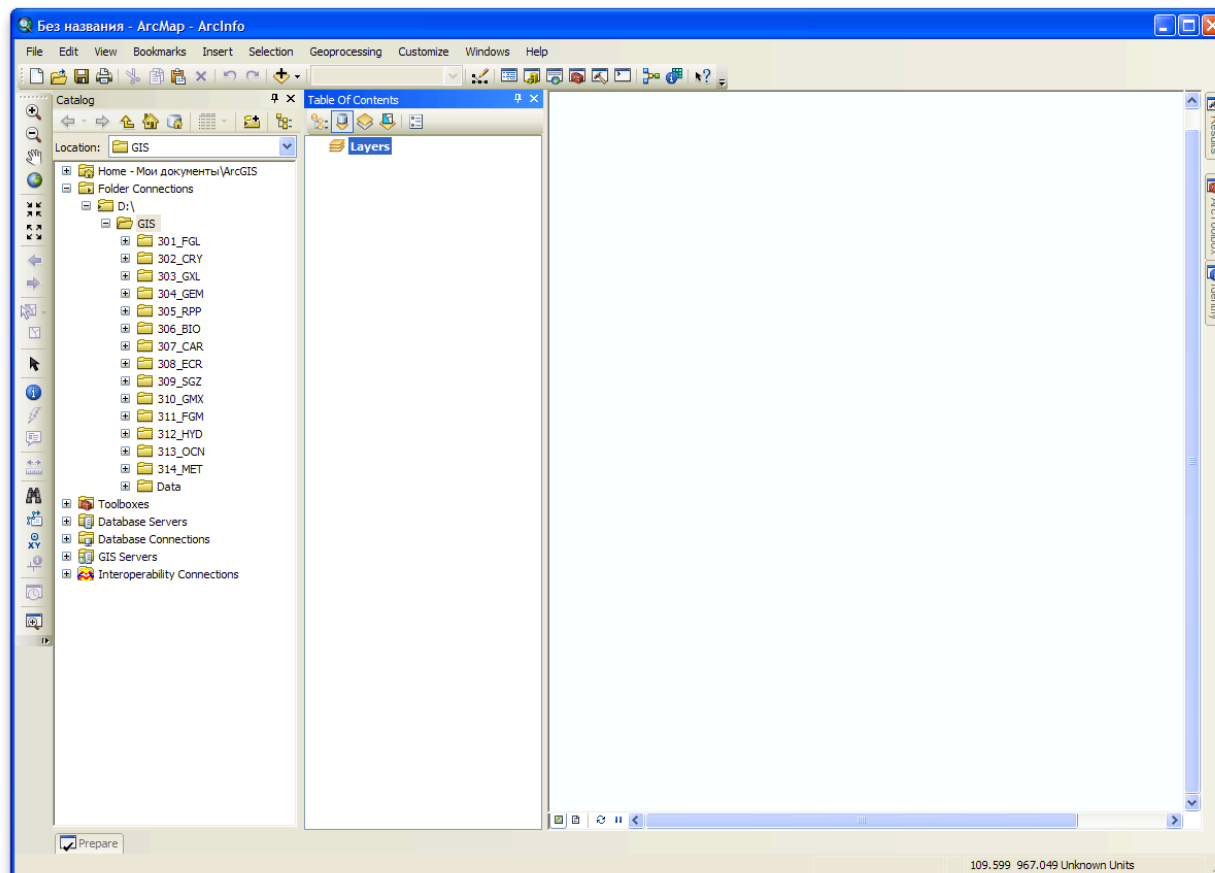 Без названия - ArcMap - ArcInfo
File Edit View Bookmarks Insert Selection Geoprocessing Customize Windows Help
Catalog
Location: GIS
Home - Мои документы\ArcGIS
Folder Connections
D:\
GIS
301_FGL
302_CRY
303_GXL
304_GEM
305_RPP
306_BIO
307_CAR
308_ECR
309_SGZ
310_GMX
311_FGM
312_HYD
313_OCN
314_MET
Data
Toolboxes
Database Servers
Database Connections
GIS Servers
Interoperability Connections
Prepare
Table Of Contents
Layers
Results
ArcToolbox
Identify
109.599 967.049 Unknown Units